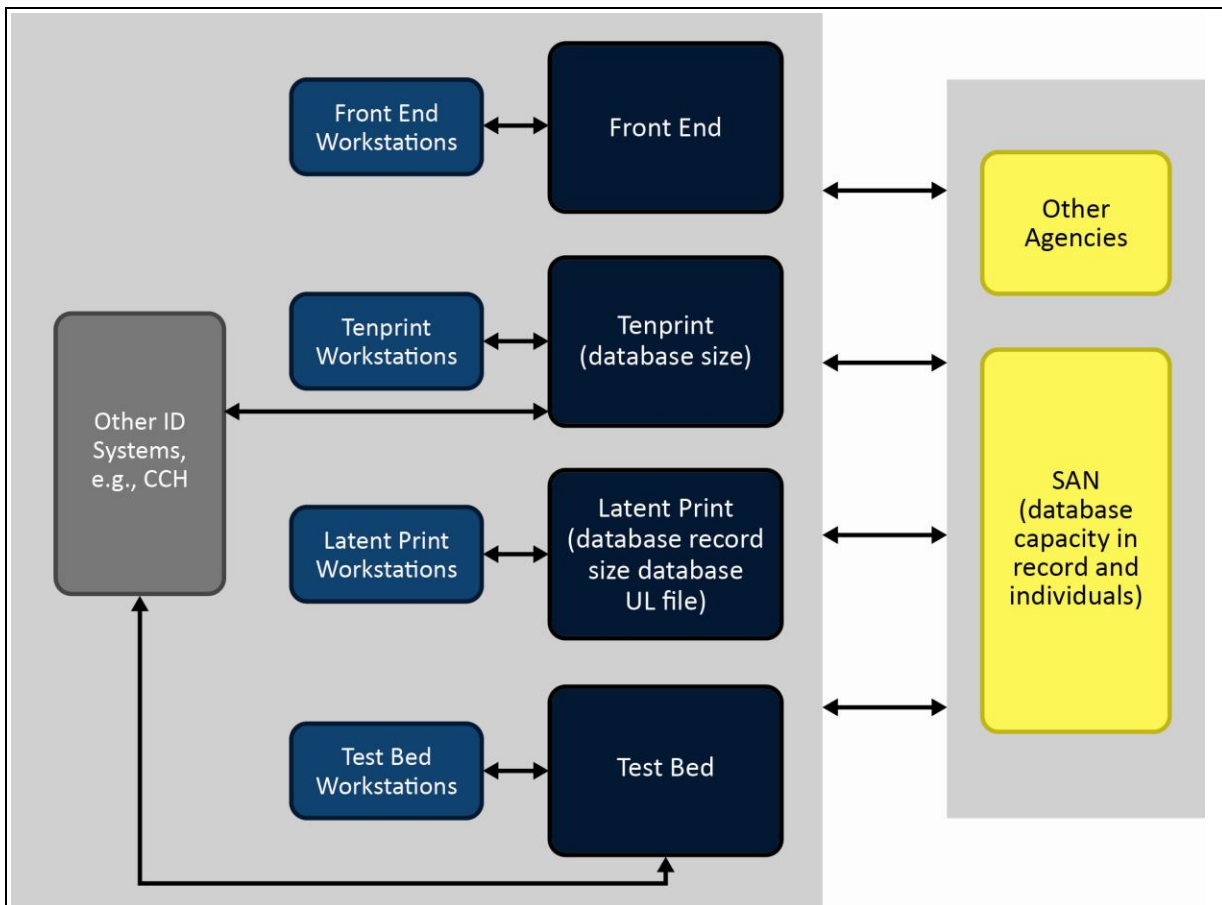 Front End
Workstations
Front End
Other
Agencies
Tenprint
Workstations
Tenprint
(database size)
Other ID
Systems,
e.g., CCH
Latent Print
Workstations
Latent Print
(database record
size database
UL file)
SAN
(database
capacity in
record and
individuals)
Test Bed
Workstations
Test Bed